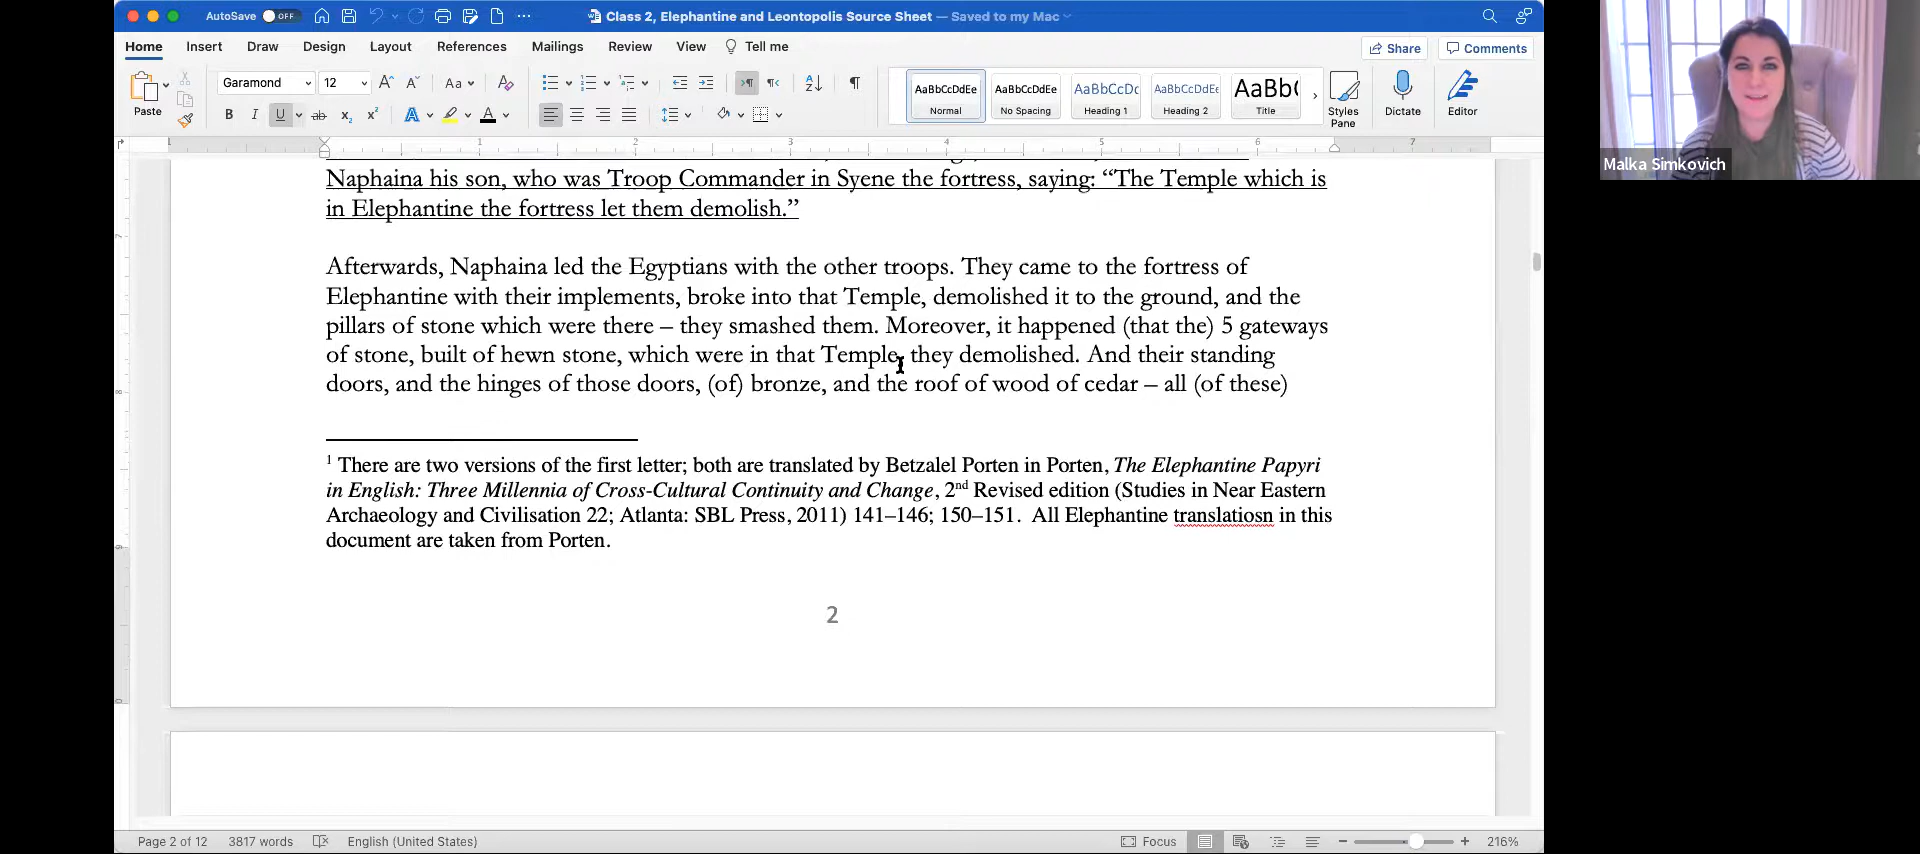 AutoSave OFF
Class 2, Elephantine and Leontopolis Source Sheet — Saved to my Mac
Home Insert Draw Design Layout References Mailings Review View Tell me Share Comments
Paste Garamond 12 AaBbCcDdEe Normal AaBbCcDdEe No Spacing AaBbCcDc Heading 1 AaBbCcDdEe Heading 2 AaBb( Title Styles Pane Dictate Editor
1 1 2 3 4 5 6 7
Naphaina his son, who was Troop Commander in Syene the fortress, saying: “The Temple which is
in Elephantine the fortress let them demolish.”
Afterwards, Naphaina led the Egyptians with the other troops. They came to the fortress of
Elephantine with their implements, broke into that Temple, demolished it to the ground, and the
pillars of stone which were there – they smashed them. Moreover, it happened (that the) 5 gateways
of stone, built of hewn stone, which were in that Temple, they demolished. And their standing
doors, and the hinges of those doors, (of) bronze, and the roof of wood of cedar – all (of these)
1 There are two versions of the first letter; both are translated by Betzalel Porten in Porten, The Elephantine Papyri
in English: Three Millennia of Cross-Cultural Continuity and Change, 2nd Revised edition (Studies in Near Eastern
Archaeology and Civilisation 22; Atlanta: SBL Press, 2011) 141–146; 150–151. All Elephantine translatiosn in this
document are taken from Porten.
2
Page 2 of 12 3817 words English (United States) Focus 216%
Malka Simkovich